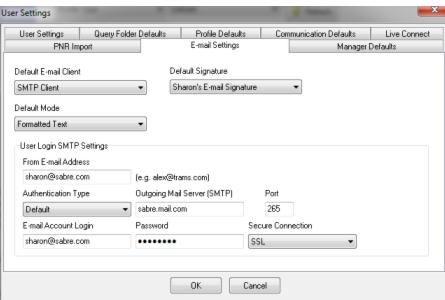 User Settings
User Settings Query Folder Defaults Profile Defaults Communication Defaults Live Connect
PNR Import E-mail Settings Manager Defaults
Default E-mail Client Default Signature
SMTP Client Sharon's E-mail Signature
Default Mode
Formatted Text
User Login SMTP Settings
From E-mail Address
sharon@sabre.com (e.g. alex@trams.com)
Authentication Type Outgoing Mail Server (SMTP) Port
Default sabre.mail.com 265
E-mail Account Login Password Secure Connection
sharon@sabre.com •••••••• SSL
OK Cancel